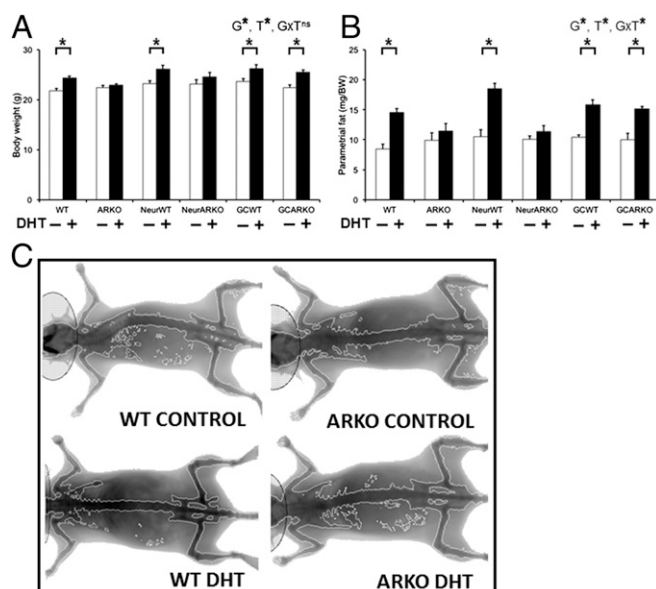 A
G*, T*, GxTns
* * * *
30
20
10
0
Body weight (g)
WT ARKO NeurWT NeurARKO GCWT GCARKO
DHT − + − + − + − + − + − +
B
G*, T*, GxT*
* * * *
25
20
15
10
5
0
Parametrial fat (mg/BW)
WT ARKO NeurWT NeurARKO GCWT GCARKO
DHT − + − + − + − + − + − +
C
WT CONTROL
ARKO CONTROL
WT DHT
ARKO DHT